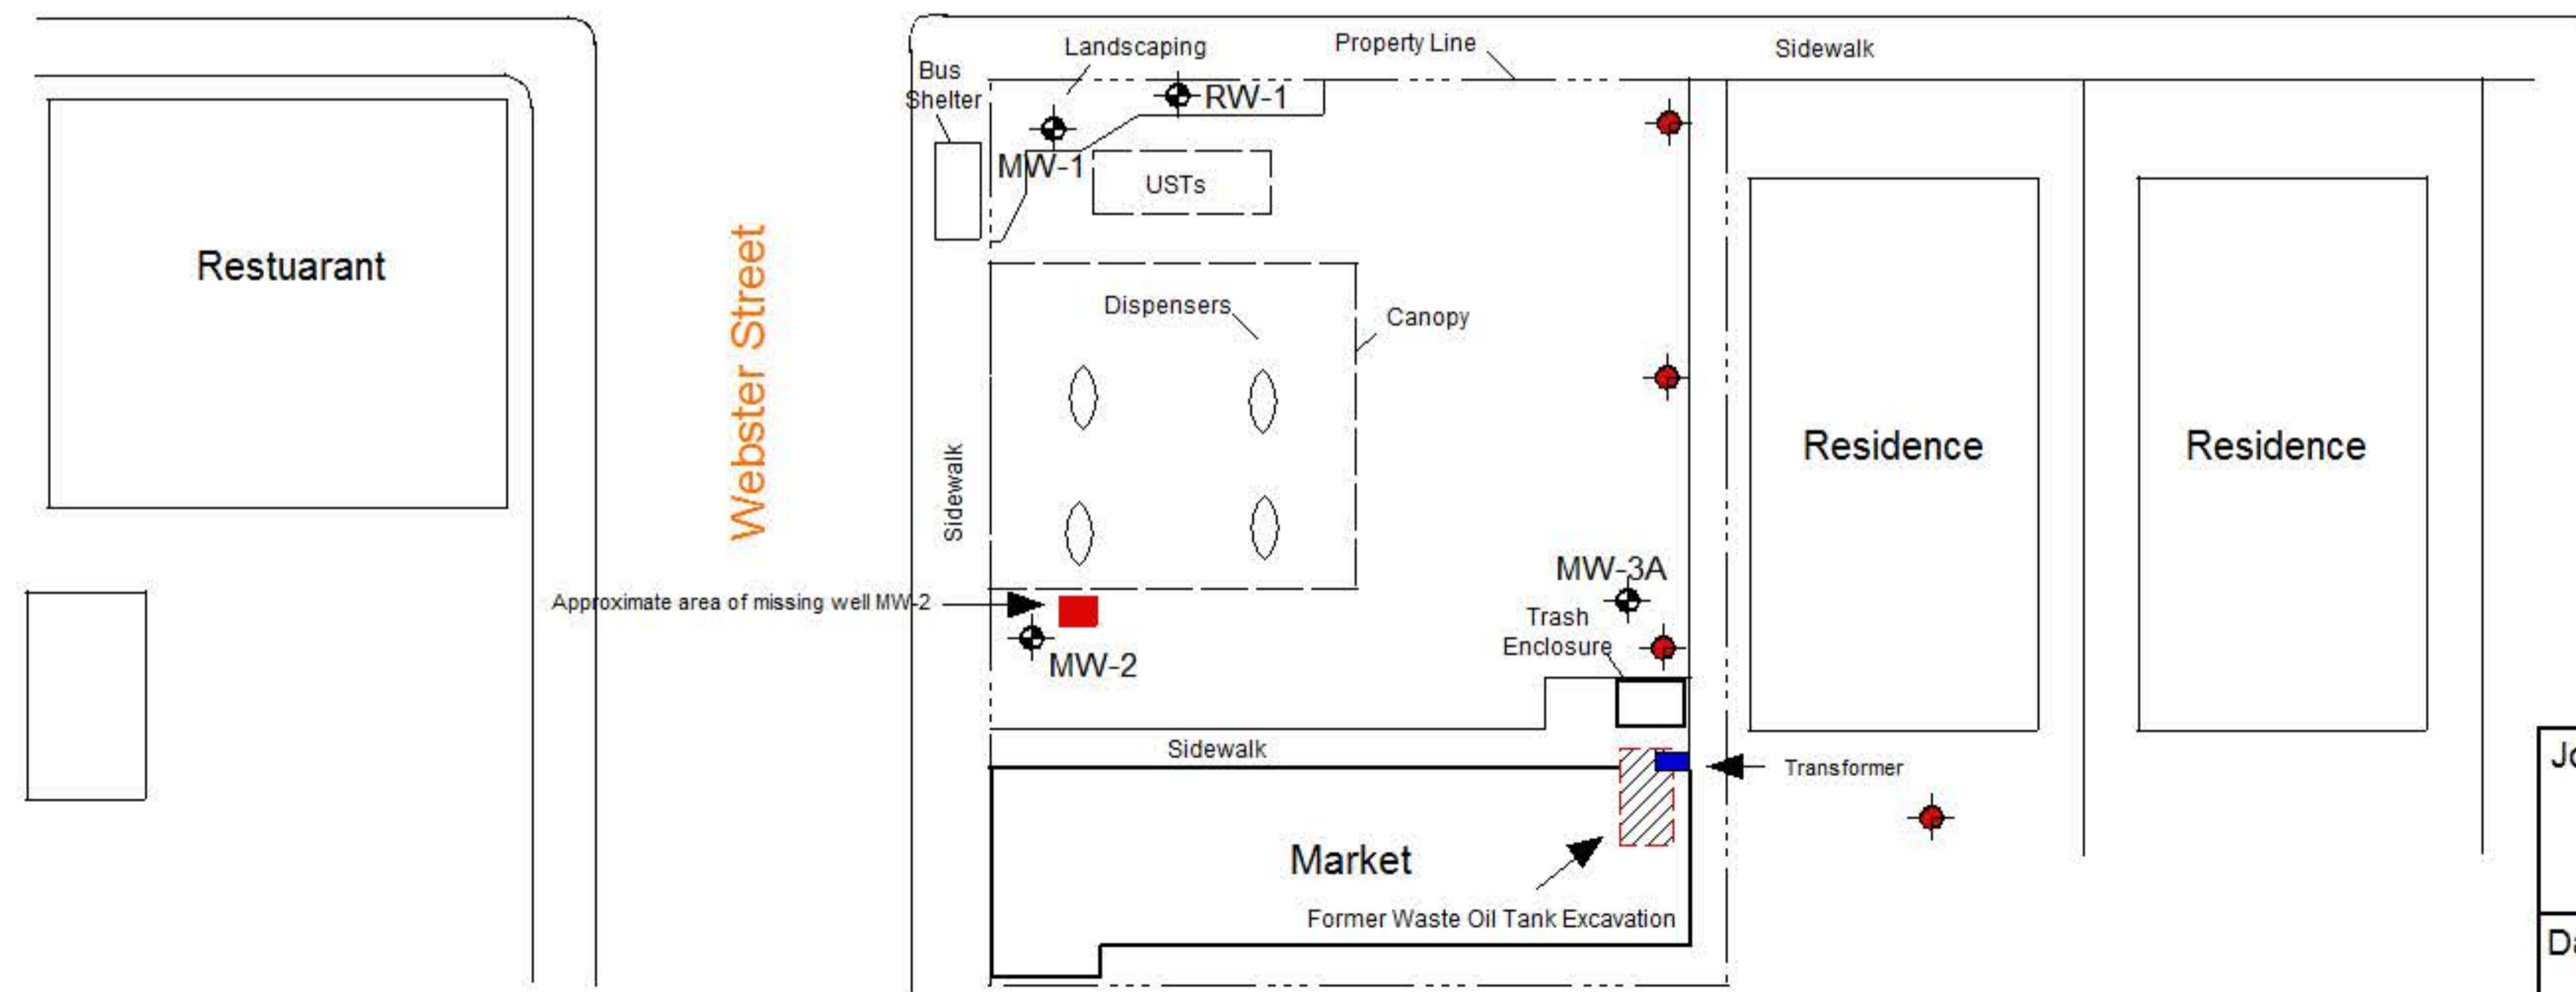 Landscaping
Property Line
Sidewalk
Bus
Shelter
RW-1
MW-1
USTs
Restuarant
Webster Street
Dispensers
Canopy
Residence
Residence
Sidewalk
MW-3A
Approximate area of missing well MW-2
Trash
Enclosure
MW-2
Sidewalk
Transformer
Market
Former Waste Oil Tank Excavation